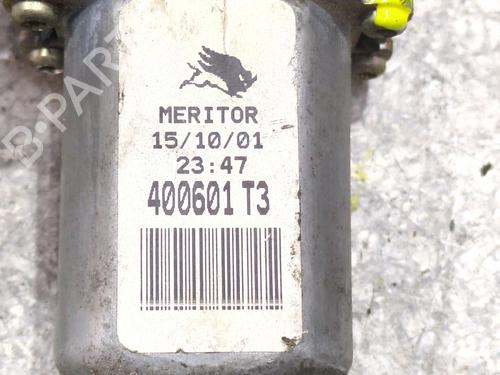 MERITOR
15/10/01
23:47
400601 T3
B-PARTS